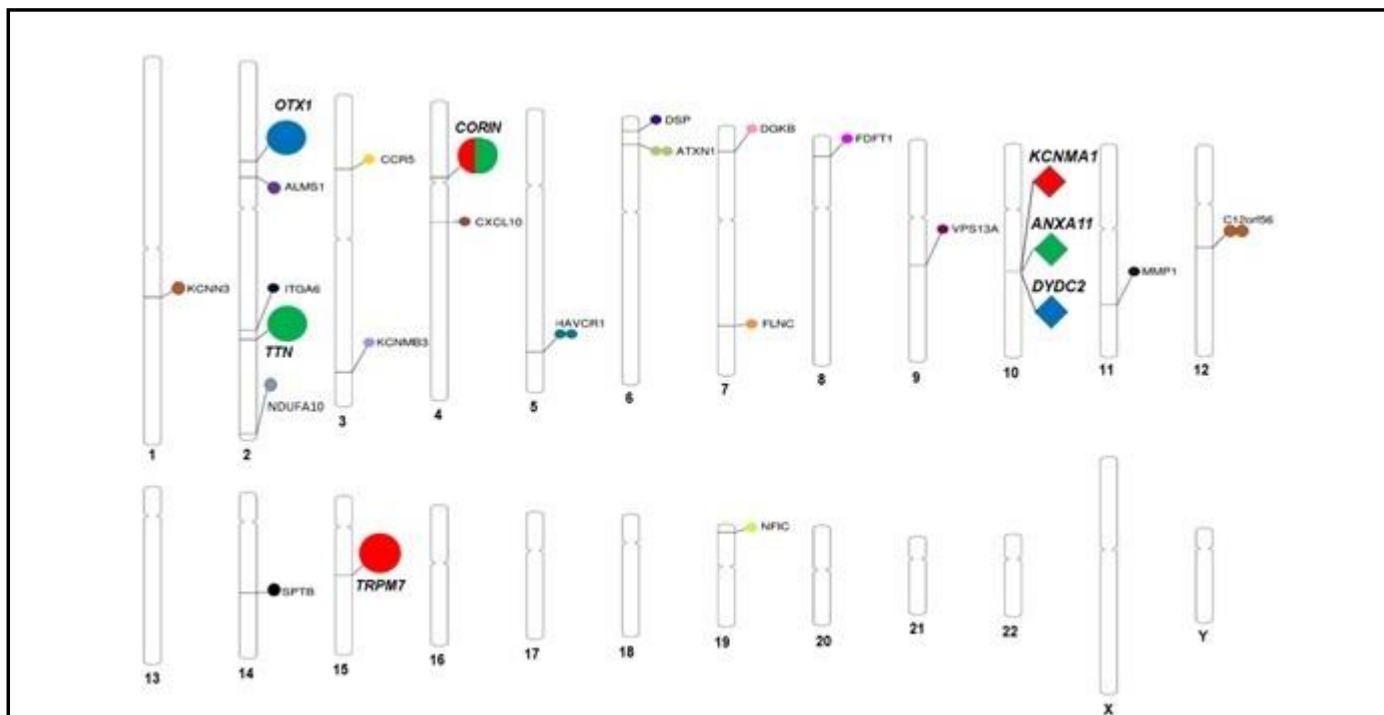 OTX1
ALMS1
KCNN3
ITGA6
TTN
NDUFA10
CCR5
KCNMB3
CORIN
CXCL10
HAVCR1
DSP
ATXN1
DGKB
FLNC
FDFT1
VPS13A
KCNMA1
ANXA11
DYDC2
MMP1
C12orf56
1
2
3
4
5
6
7
8
9
10
11
12
SPTB
TRPM7
NFIC
13
14
15
16
17
18
19
20
21
22
X
Y